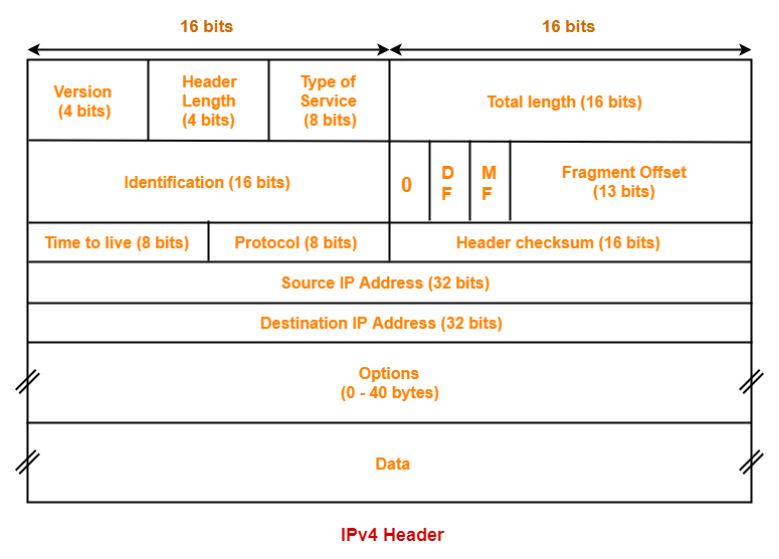 16 bits
16 bits
Version
(4 bits)
Header
Length
(4 bits)
Type of
Service
(8 bits)
Total length (16 bits)
Identification (16 bits)
0
D
F
M
F
Fragment Offset
(13 bits)
Time to live (8 bits)
Protocol (8 bits)
Header checksum (16 bits)
Source IP Address (32 bits)
Destination IP Address (32 bits)
Options
(0 - 40 bytes)
Data
IPv4 Header